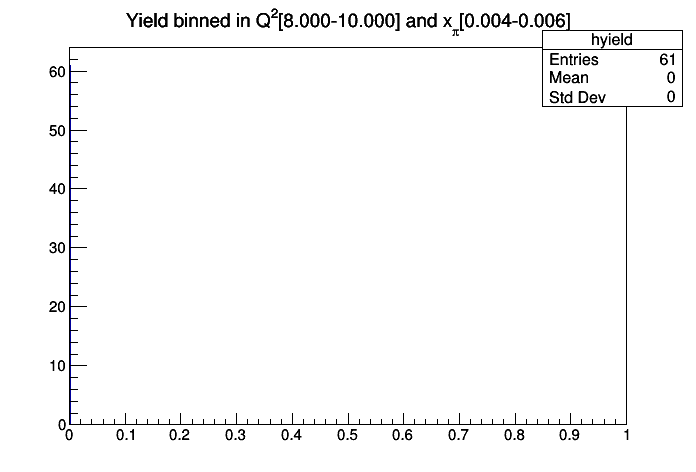 Yield binned in Q2[8.000-10.000] and xπ[0.004-0.006]
hyield
Entries 61
Mean 0
Std Dev 0
60
50
40
30
20
10
0
0 0.1 0.2 0.3 0.4 0.5 0.6 0.7 0.8 0.9 1